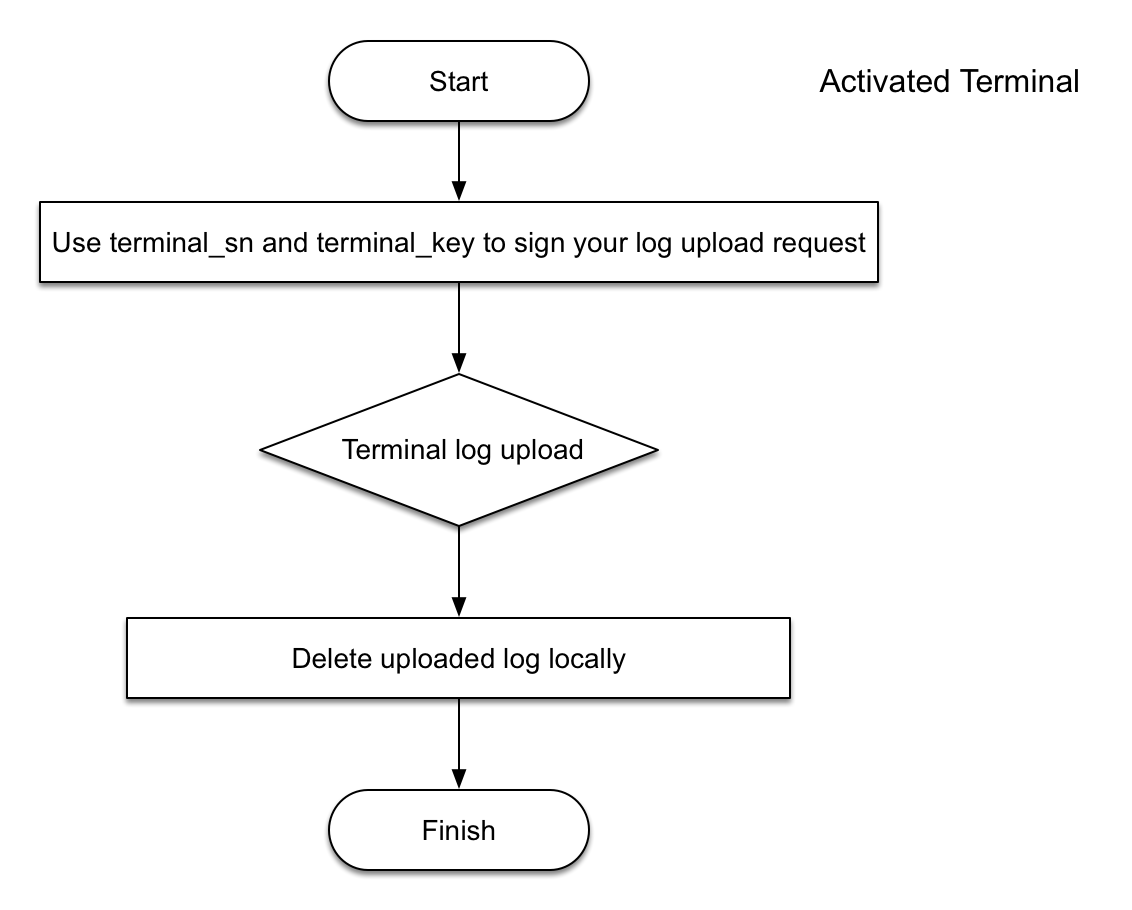 Start
Activated Terminal
Use terminal_sn and terminal_key to sign your log upload request
Terminal log upload
Delete uploaded log locally
Finish